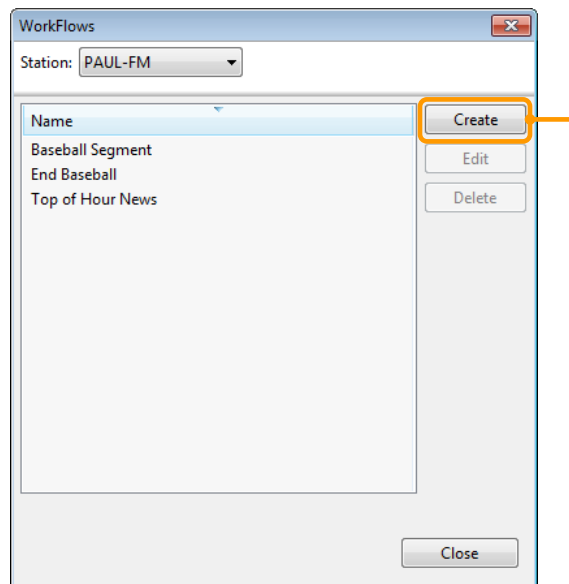 WorkFlows
Station: PAUL-FM
Name
Create
Baseball Segment
Edit
End Baseball
Top of Hour News
Delete
Close